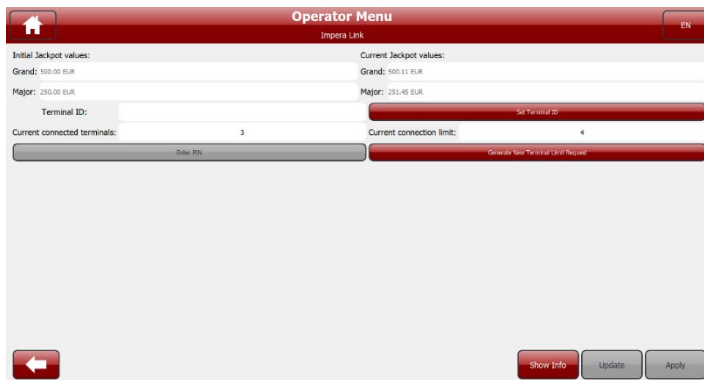 Operator Menu
EN
Impera Link
Initial Jackpot values: Current Jackpot values:
Grand: 500.00 EUR Grand: 500.11 EUR
Major: 250.00 EUR Major: 251.45 EUR
Terminal ID: Set Terminal ID
Current connected terminals: 3 Current connection limit: 4
Enter PIN Generate New Terminal Limit Request
Show Info Update Apply